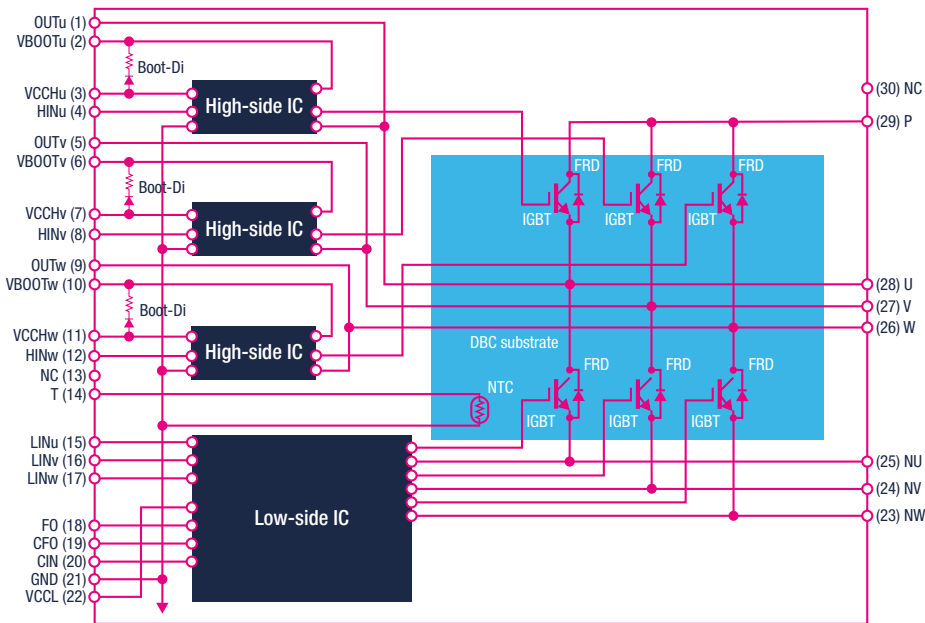 OUTu (1)
VBOOTu (2)
Boot-Di
VCCHu (3)
HINu (4)
High-side IC
OUTv (5)
VBOOTv (6)
Boot-Di
VCCHv (7)
HINv (8)
High-side IC
OUTw (9)
VBOOTw (10)
Boot-Di
VCCHw (11)
HINw (12)
High-side IC
NC (13)
T (14)
NTC
LINu (15)
LINv (16)
LINw (17)
Low-side IC
FO (18)
CFO (19)
CIN (20)
GND (21)
VCCL (22)
FRD
FRD
FRD
IGBT
IGBT
IGBT
DBC substrate
FRD
FRD
FRD
IGBT
IGBT
IGBT
(30) NC
(29) P
(28) U
(27) V
(26) W
(25) NU
(24) NV
(23) NW